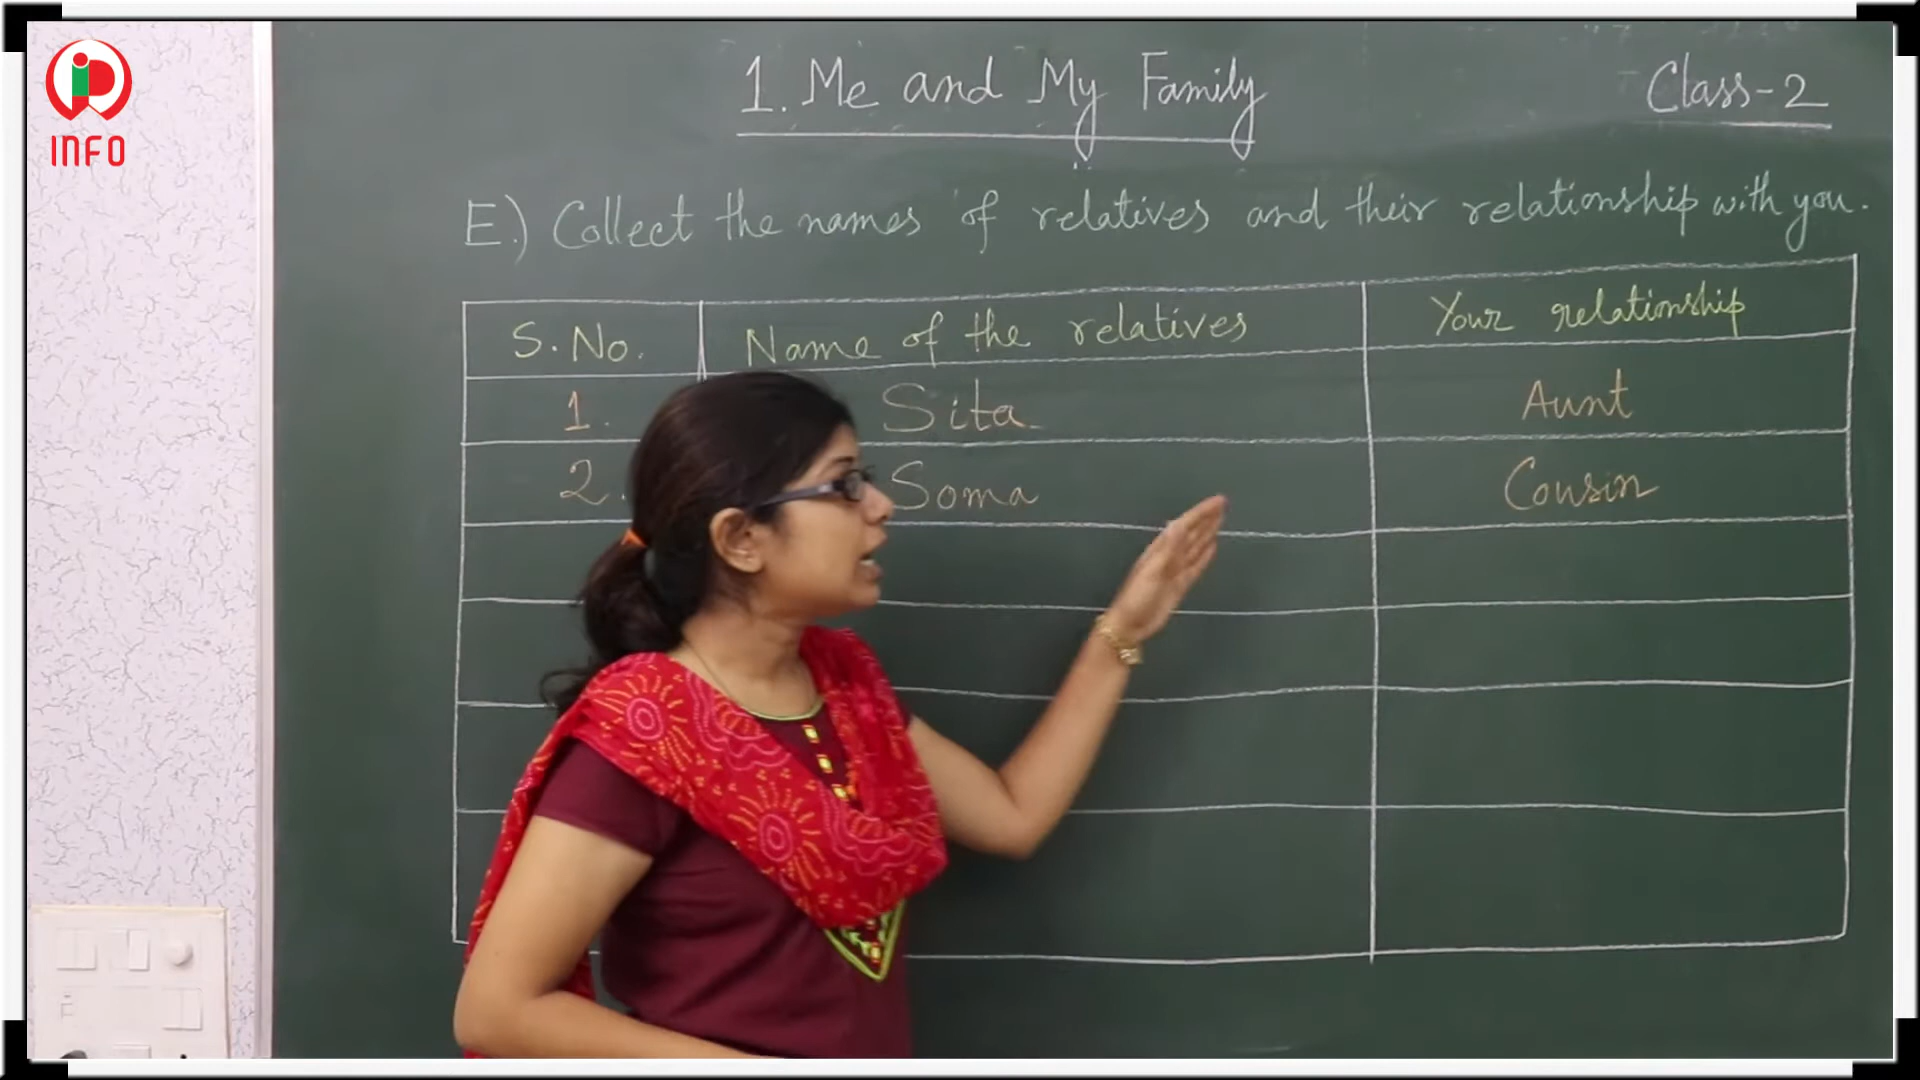 INFO
1. Me and My Family
Class-2
E.) Collect the names of relatives and their relationship with you.
S. No. Name of the relatives Your relationship
1. Sita Aunt
2. Soma Cousin